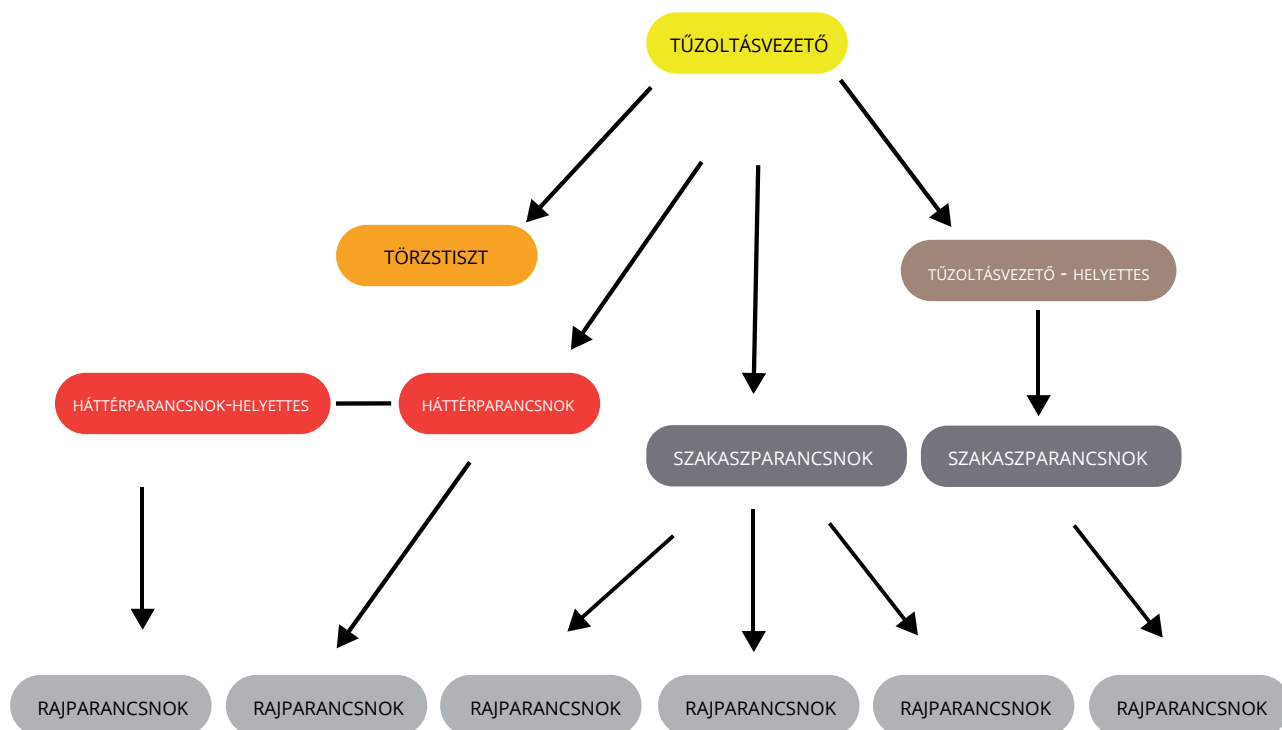 TŰZOLTÁSVEZETŐ
TÖRZSTISZT
TŰZOLTÁSVEZETŐ - HELYETTES
HÁTTÉRPARANCSNOK-HELYETTES
HÁTTÉRPARANCSNOK
SZAKASZPARANCSNOK
SZAKASZPARANCSNOK
RAJPARANCSNOK
RAJPARANCSNOK
RAJPARANCSNOK
RAJPARANCSNOK
RAJPARANCSNOK
RAJPARANCSNOK